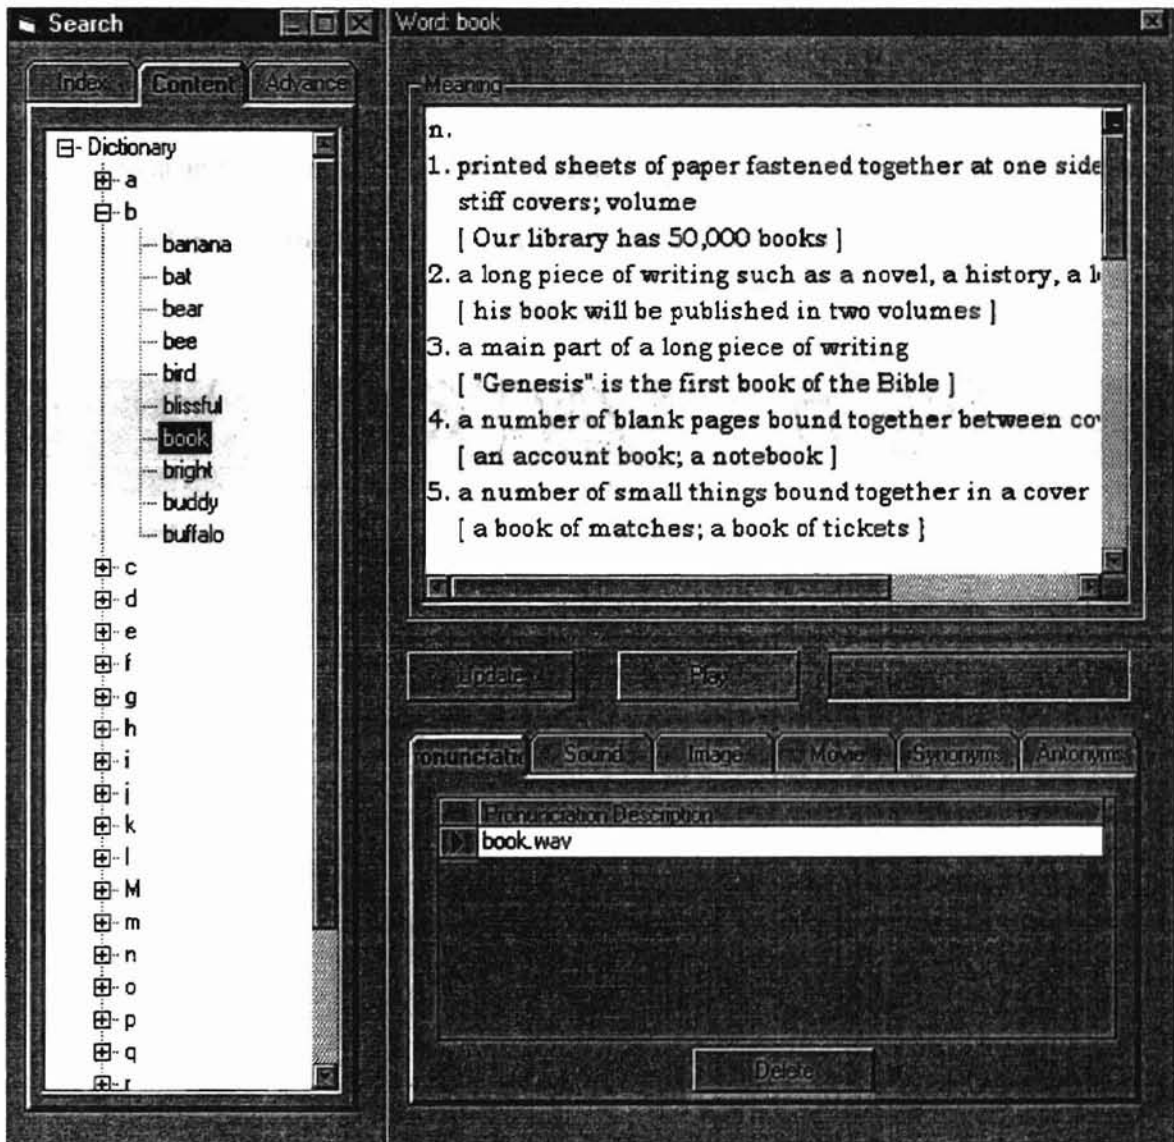 Search
Index Content Advance
Dictionary
a
b
banana
bat
bear
bee
bird
blissful
book
bright
buddy
buffalo
c
d
e
f
g
h
i
j
k
l
M
m
n
o
p
q
r
Word: book
Meaning
n.
1. printed sheets of paper fastened together at one side
stiff covers; volume
[ Our library has 50,000 books ]
2. a long piece of writing such as a novel, a history, a
[ his book will be published in two volumes ]
3. a main part of a long piece of writing
[ "Genesis" is the first book of the Bible ]
4. a number of blank pages bound together between
[ an account book; a notebook ]
5. a number of small things bound together in a cover
[ a book of matches; a book of tickets }
Update Play
onunciatio Sound Image Movie Synonyms Antonyms
Pronunciation Description
book.wav
Delete